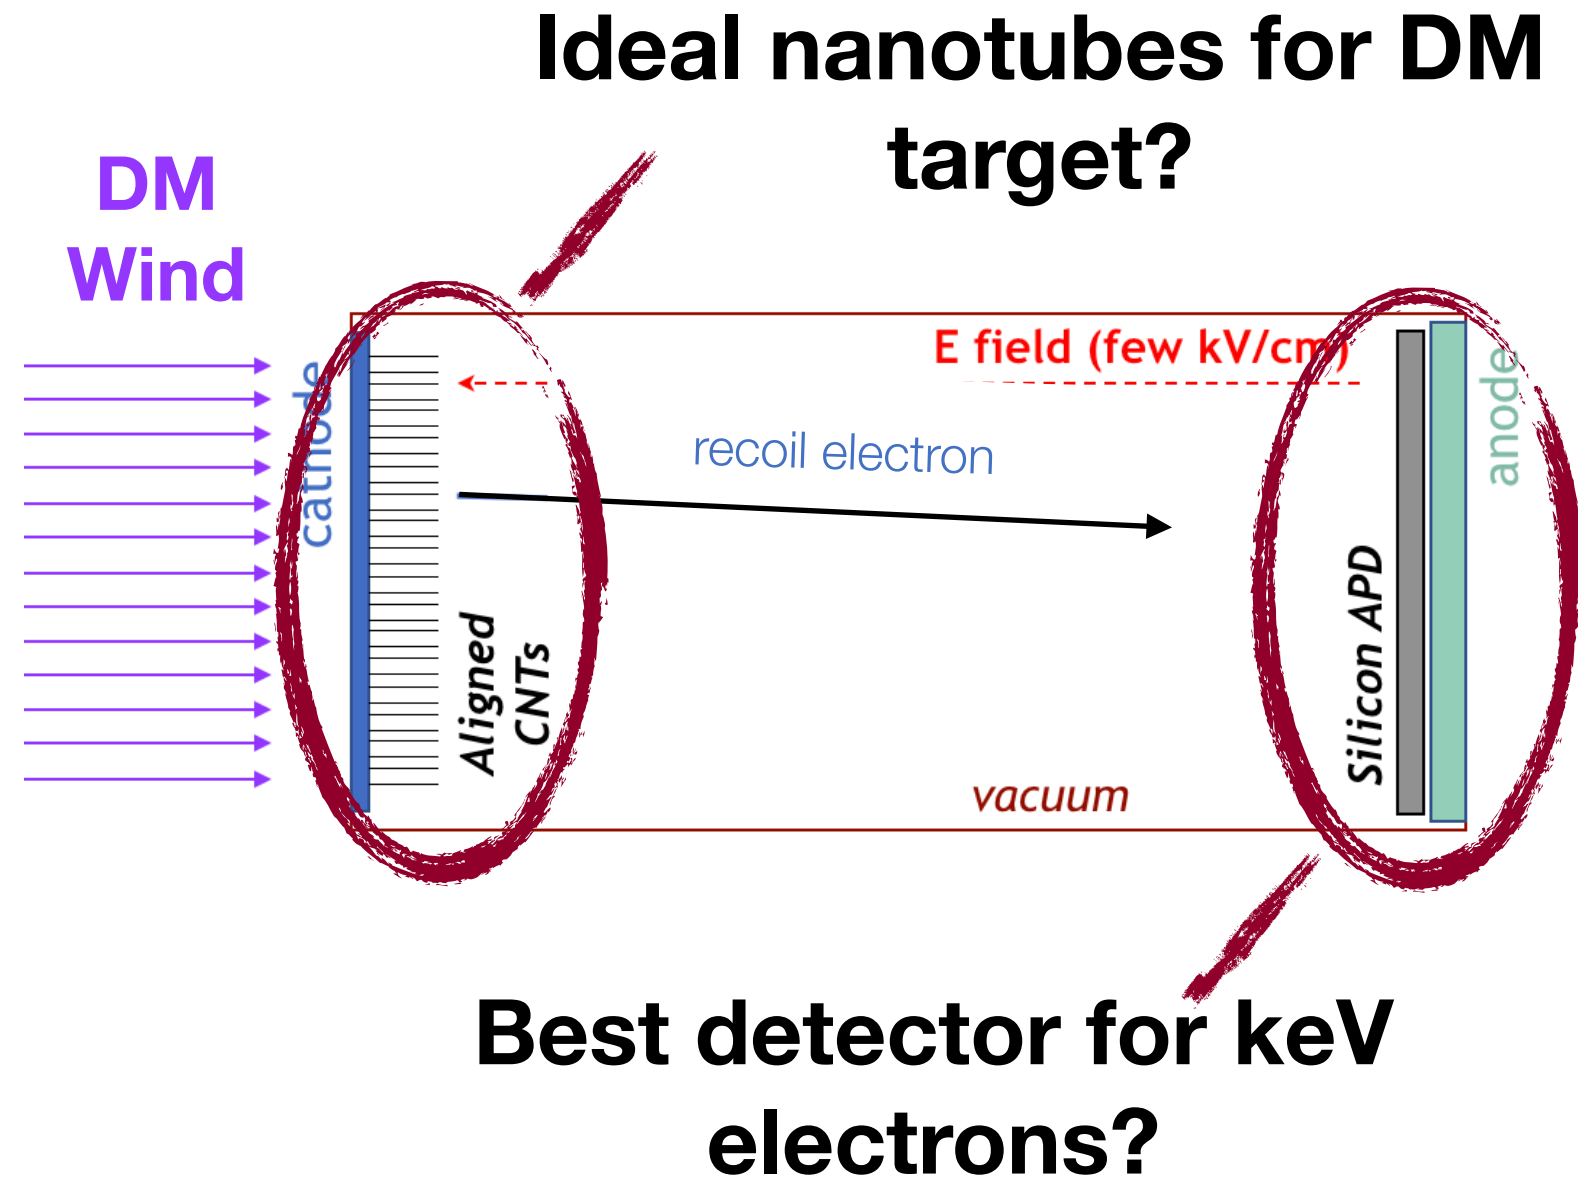 Ideal nanotubes for DM
target?
DM
Wind
cathode
E field (few kV/cm)
anode
recoil electron
Aligned
CNTs
Silicon APD
vacuum
Best detector for keV
electrons?